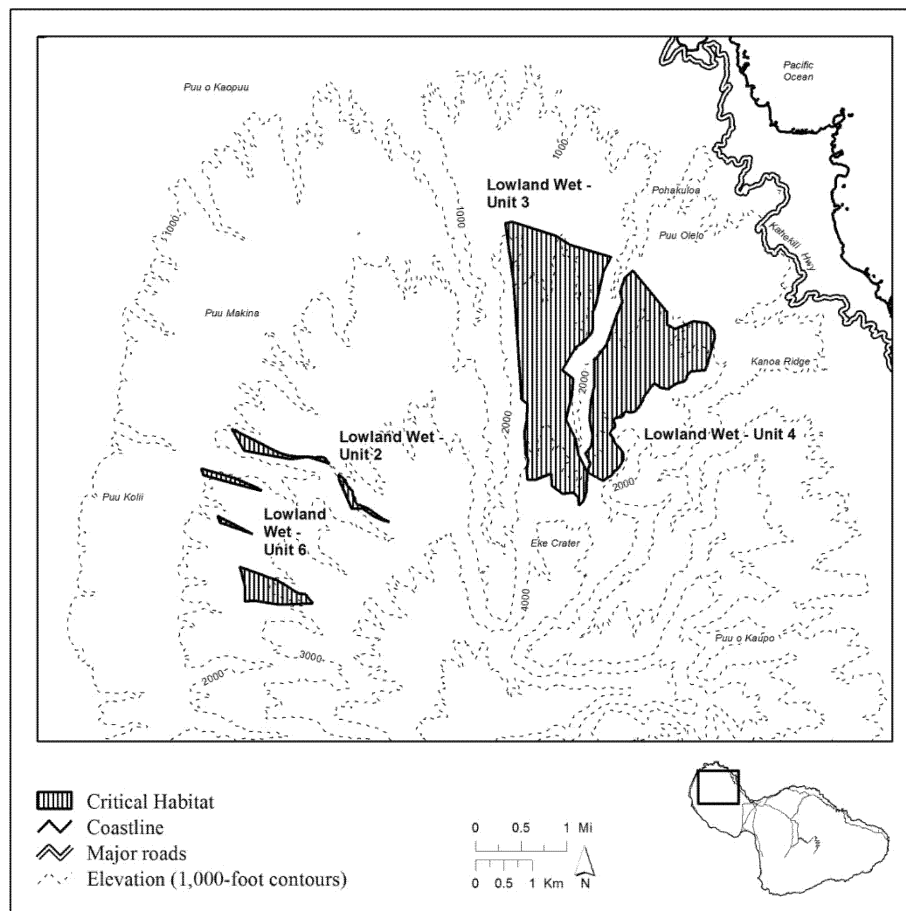 Pacific
Ocean
Puu o Kaopuu
1000
Lowland Wet -
Unit 3
Pohakuloa
1000
1000
Puu Olelo
Kahekili Hwy
Puu Makina
Kanoa Ridge
2000
2000
Lowland Wet -
Unit 2
Lowland Wet - Unit 4
Puu Kolii
2000
Lowland
Wet -
Unit 6
Eke Crater
4000
Puu o Kaupo
3000
2000
Critical Habitat
Coastline
Major roads
Elevation (1,000-foot contours)
0 0.5 1 Mi
0 0.5 1 Km
N